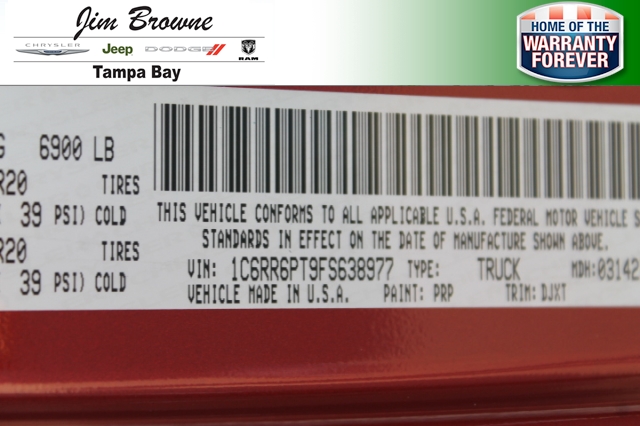 Jim Browne
CHRYSLER Jeep DODGE RAM
Tampa Bay
HOME OF THE
WARRANTY
FOREVER
6900 LB
R20 TIRES
39 PSI) COLD
R20 TIRES
39 PSI) COLD
THIS VEHICLE CONFORMS TO ALL APPLICABLE U.S.A. FEDERAL MOTOR VEHICLE S
STANDARDS IN EFFECT ON THE DATE OF MANUFACTURE SHOWN ABOVE.
VIN: 1C6RR6PT9FS638977 TYPE: TRUCK MDH:03142
VEHICLE MADE IN U.S.A. PAINT: PRP TRIM: DJXT